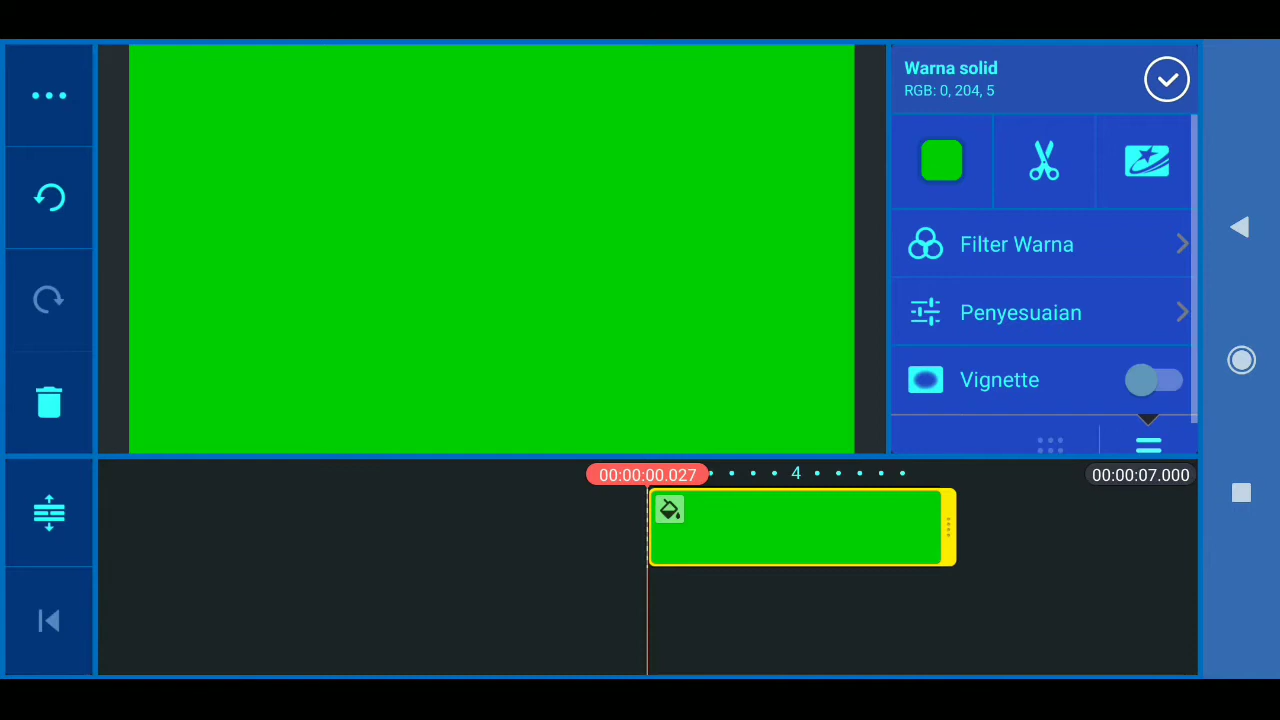 Warna solid
RGB: 0, 204, 5
Filter Warna
Penyesuaian
Vignette
00:00:00.027
4
00:00:07.000